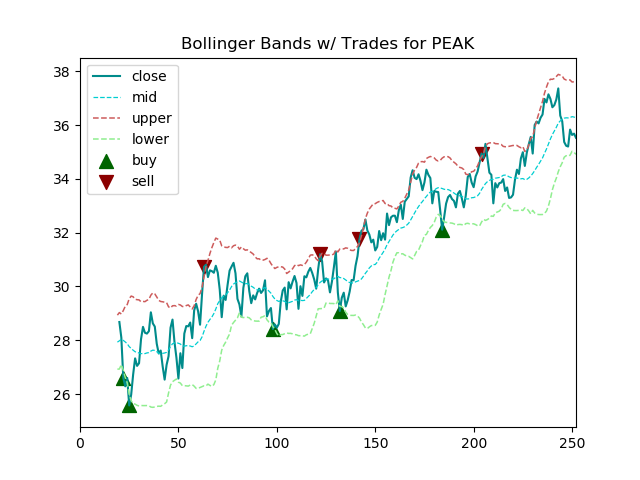 Bollinger Bands w/ Trades for PEAK
close
mid
upper
lower
buy
sell
38
36
34
32
30
28
26
0 50 100 150 200 250